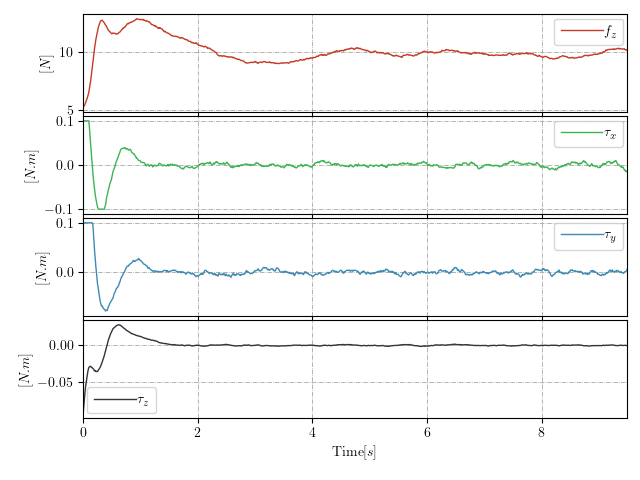 [N]
10
5
f_z
[N.m]
0.1
0.0
−0.1
τ_x
[N.m]
0.1
0.0
τ_y
[N.m]
0.00
−0.05
τ_z
0 2 4 6 8
Time[s]